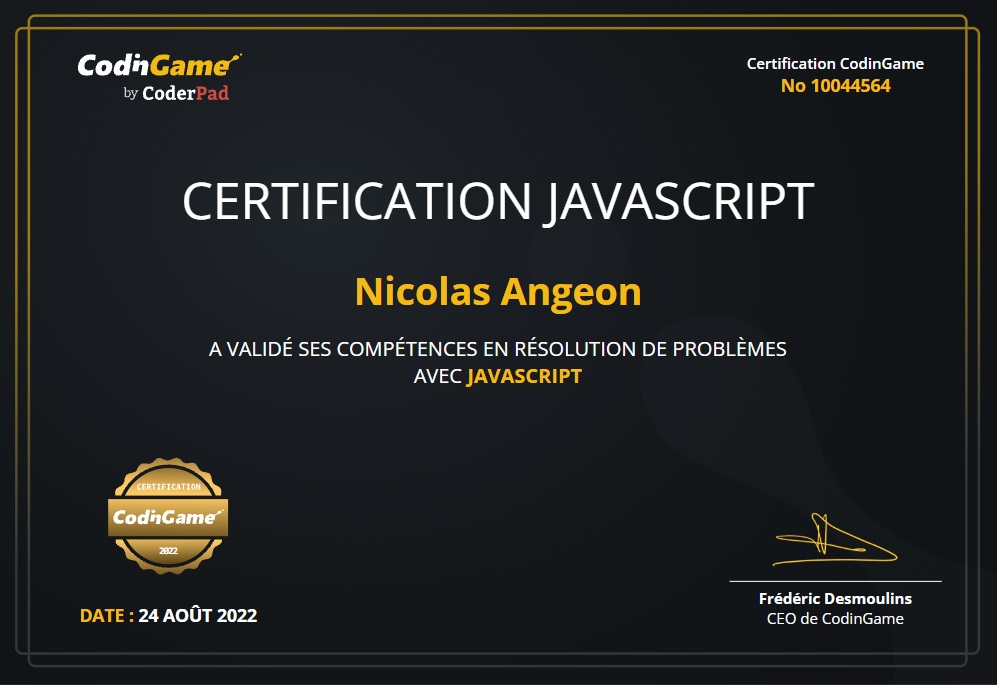 CodinGame
by CoderPad
Certification CodinGame
No 10044564
CERTIFICATION JAVASCRIPT
Nicolas Angeon
A VALIDÉ SES COMPÉTENCES EN RÉSOLUTION DE PROBLÈMES
AVEC JAVASCRIPT
CERTIFICATION
CodinGame
2022
DATE : 24 AOÛT 2022
Frédéric Desmoulins
CEO de CodinGame